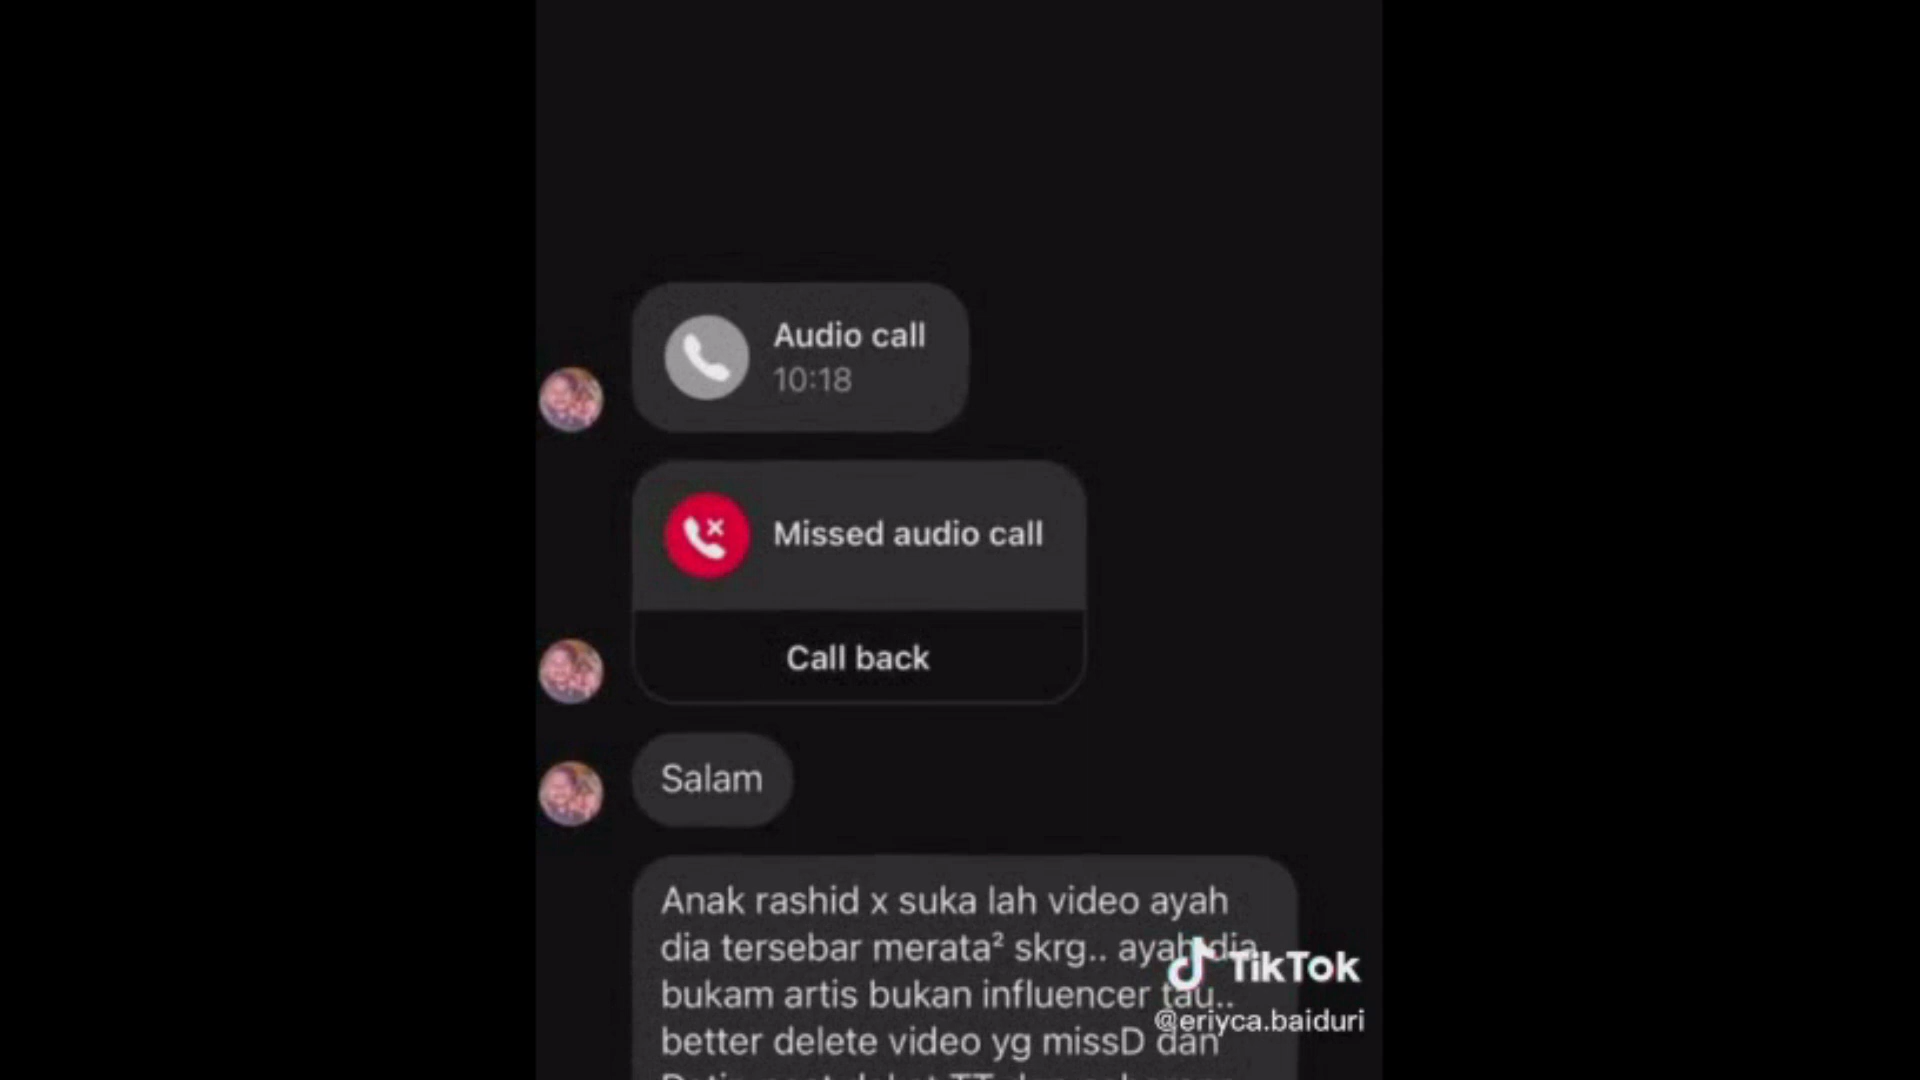 Audio call
10:18
Missed audio call
Call back
Salam
Anak rashid x suka lah video ayah
dia tersebar merata² skrg.. ayah dia
bukam artis bukan influencer tau..
better delete video yg missD dan
TikTok
@eriyca.baiduri